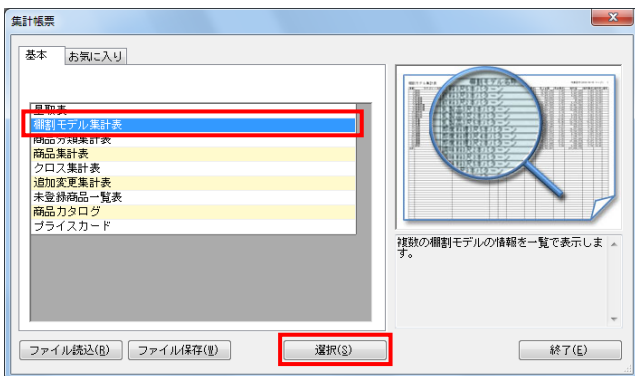 集計帳票
基本
お気に入り
星取表
棚割モデル集計表
商品分類集計表
商品集計表
クロス集計表
追加変更集計表
未登録商品一覧表
商品カタログ
プライスカード
複数の棚割モデルの情報を一覧で表示しま
す。
ファイル読込(R)
ファイル保存(W)
選択(S)
終了(E)